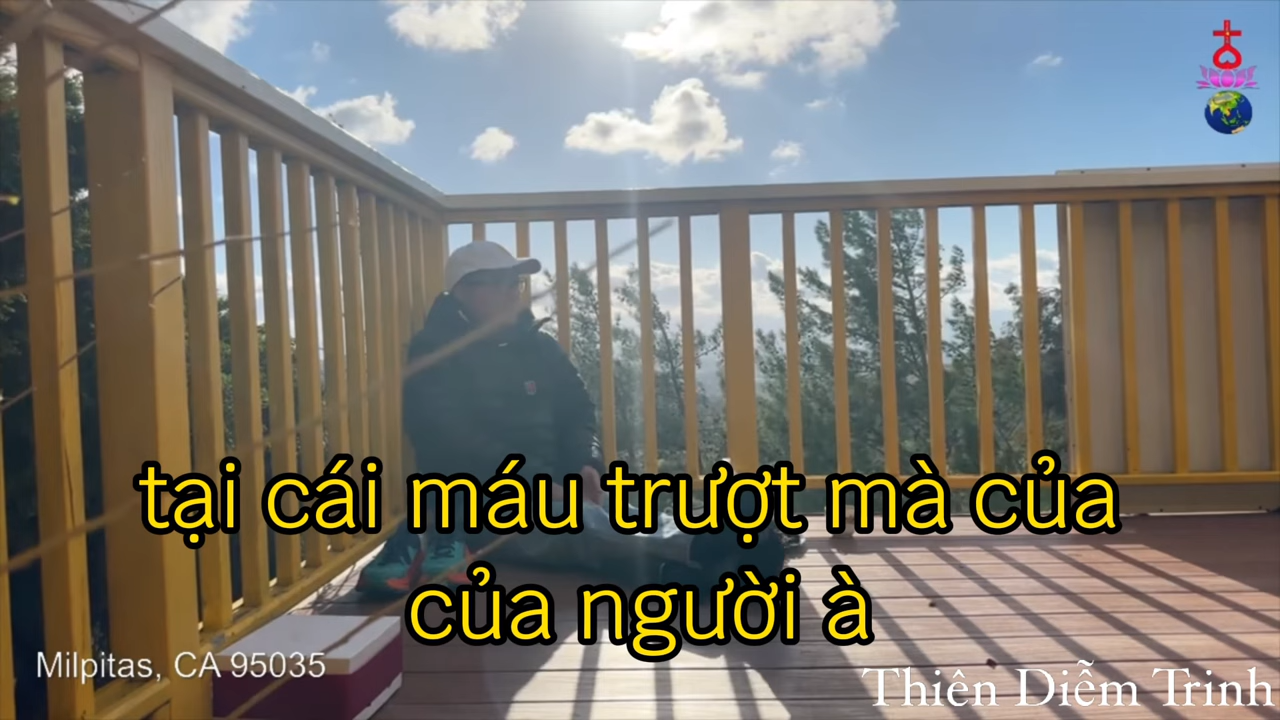 tại cái máu trượt mà của
của người à
Milpitas, CA 95035
Thiên Diễm Trinh